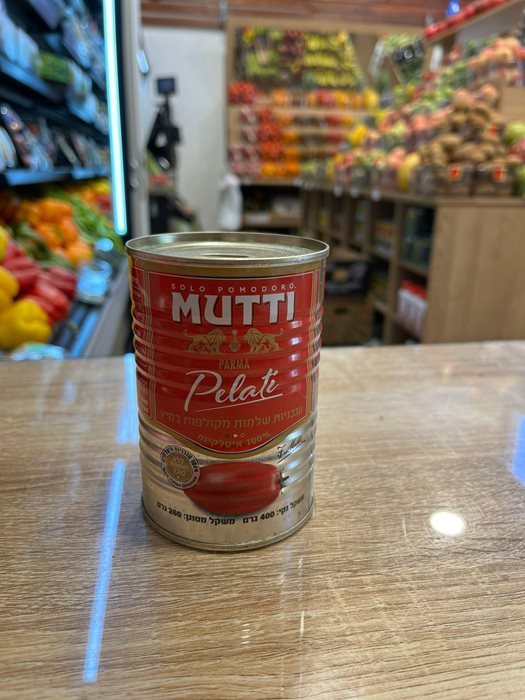 SOLO POMODORO.
MUTTI
PARMA
Pelati
עגבניות שלמות מקולפות במיץ
100% איטלקיות
משקל נקי: 400 גרם משקל מסונן: 260 גרם